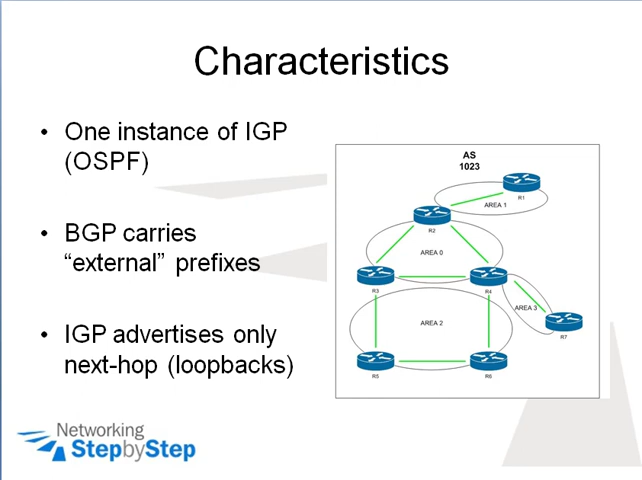 Characteristics
• One instance of IGP
(OSPF)
• BGP carries
“external” prefixes
• IGP advertises only
next-hop (loopbacks)
AS
1023
R1
AREA 1
R2
AREA 0
R3
R4
AREA 3
AREA 2
R7
R5
R6
Networking
StepbyStep